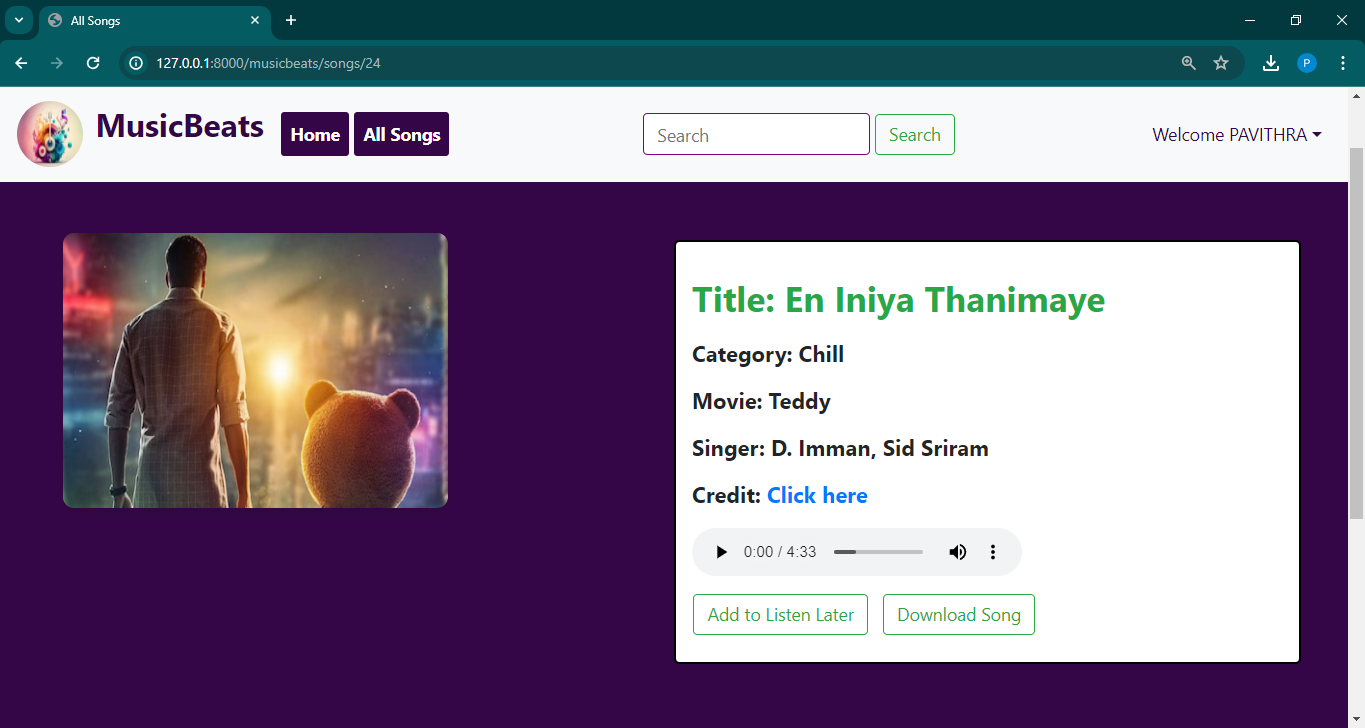 All Songs
127.0.0.1:8000/musicbeats/songs/24
P
MusicBeats
Home
All Songs
Search
Search
Welcome PAVITHRA
Title: En Iniya Thanimaye
Category: Chill
Movie: Teddy
Singer: D. Imman, Sid Sriram
Credit: Click here
0:00 / 4:33
Add to Listen Later
Download Song